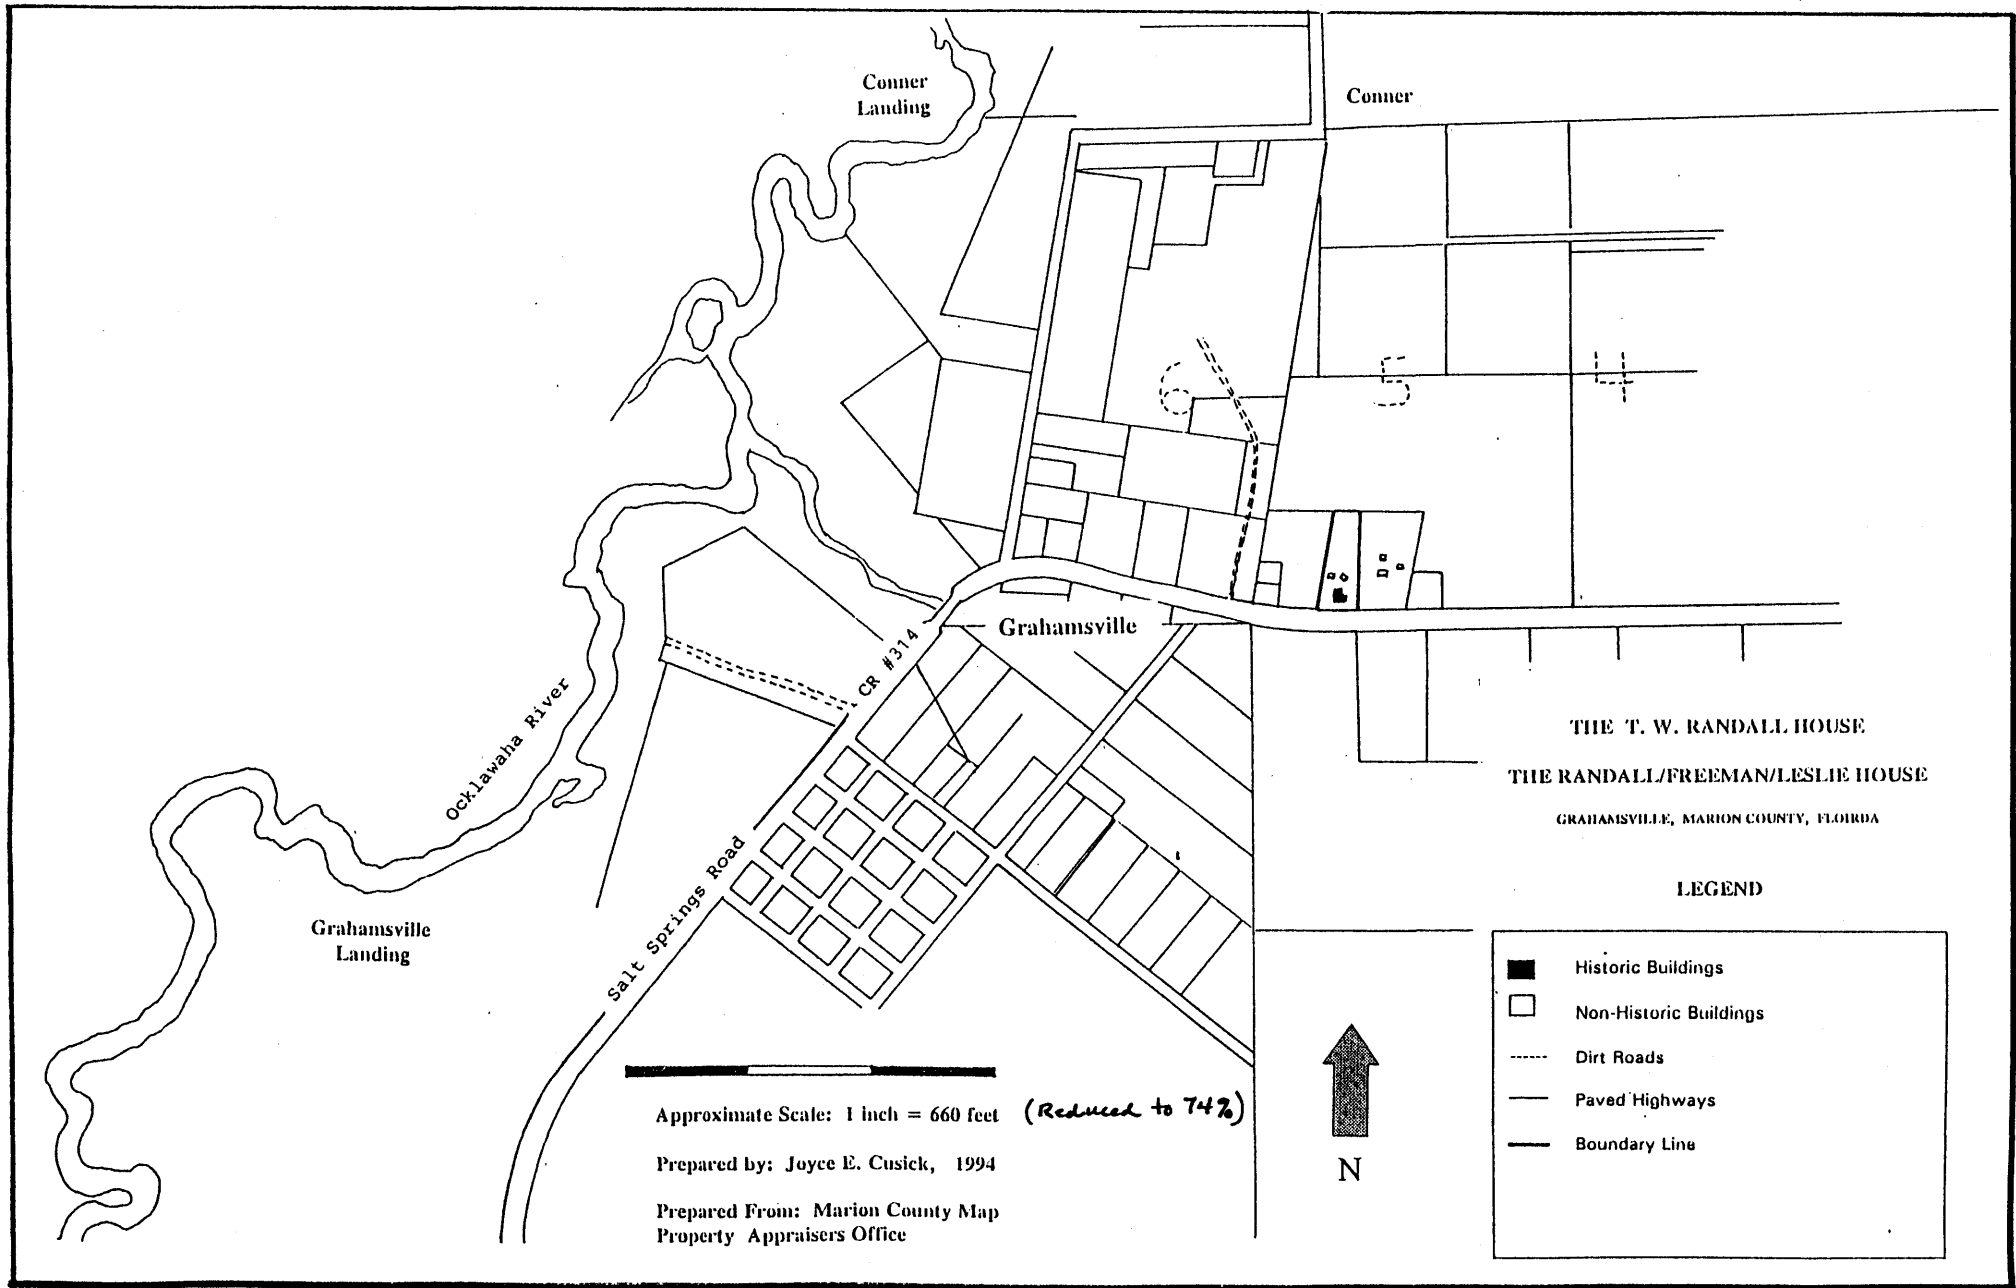 Conner
Landing
Conner
6
5
4
Grahamsville
CR #314
Ocklawaha River
Salt Springs Road
Grahamsville
Landing
THE T. W. RANDALL HOUSE
THE RANDALL/FREEMAN/LESLIE HOUSE
GRAHAMSVILLE, MARION COUNTY, FLOIRDA
LEGEND
Historic Buildings
Non-Historic Buildings
Dirt Roads
Paved Highways
Boundary Line
N
Approximate Scale: 1 inch = 660 feet (Reduced to 74%)
Prepared by: Joyce E. Cusick, 1994
Prepared From: Marion County Map
Property Appraisers Office